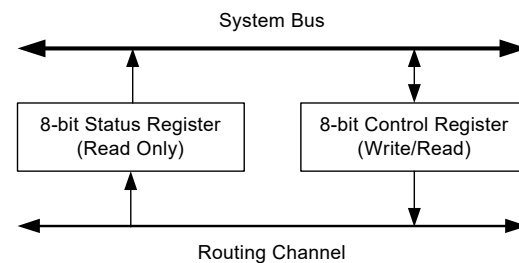 System Bus
8-bit Status Register
(Read Only)
8-bit Control Register
(Write/Read)
Routing Channel